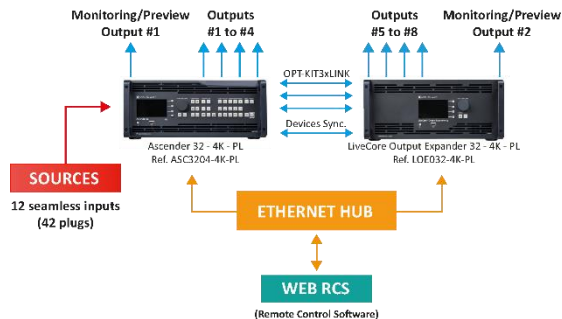 Monitoring/Preview
Output #1
Outputs
#1 to #4
Outputs
#5 to #8
Monitoring/Preview
Output #2
OPT-KIT3xLINK
Devices Sync.
Ascender 32 - 4K - PL
Ref. ASC3204-4K-PL
LiveCore Output Expander 32 - 4K - PL
Ref. LOE032-4K-PL
SOURCES
12 seamless inputs
(42 plugs)
ETHERNET HUB
WEB RCS
(Remote Control Software)